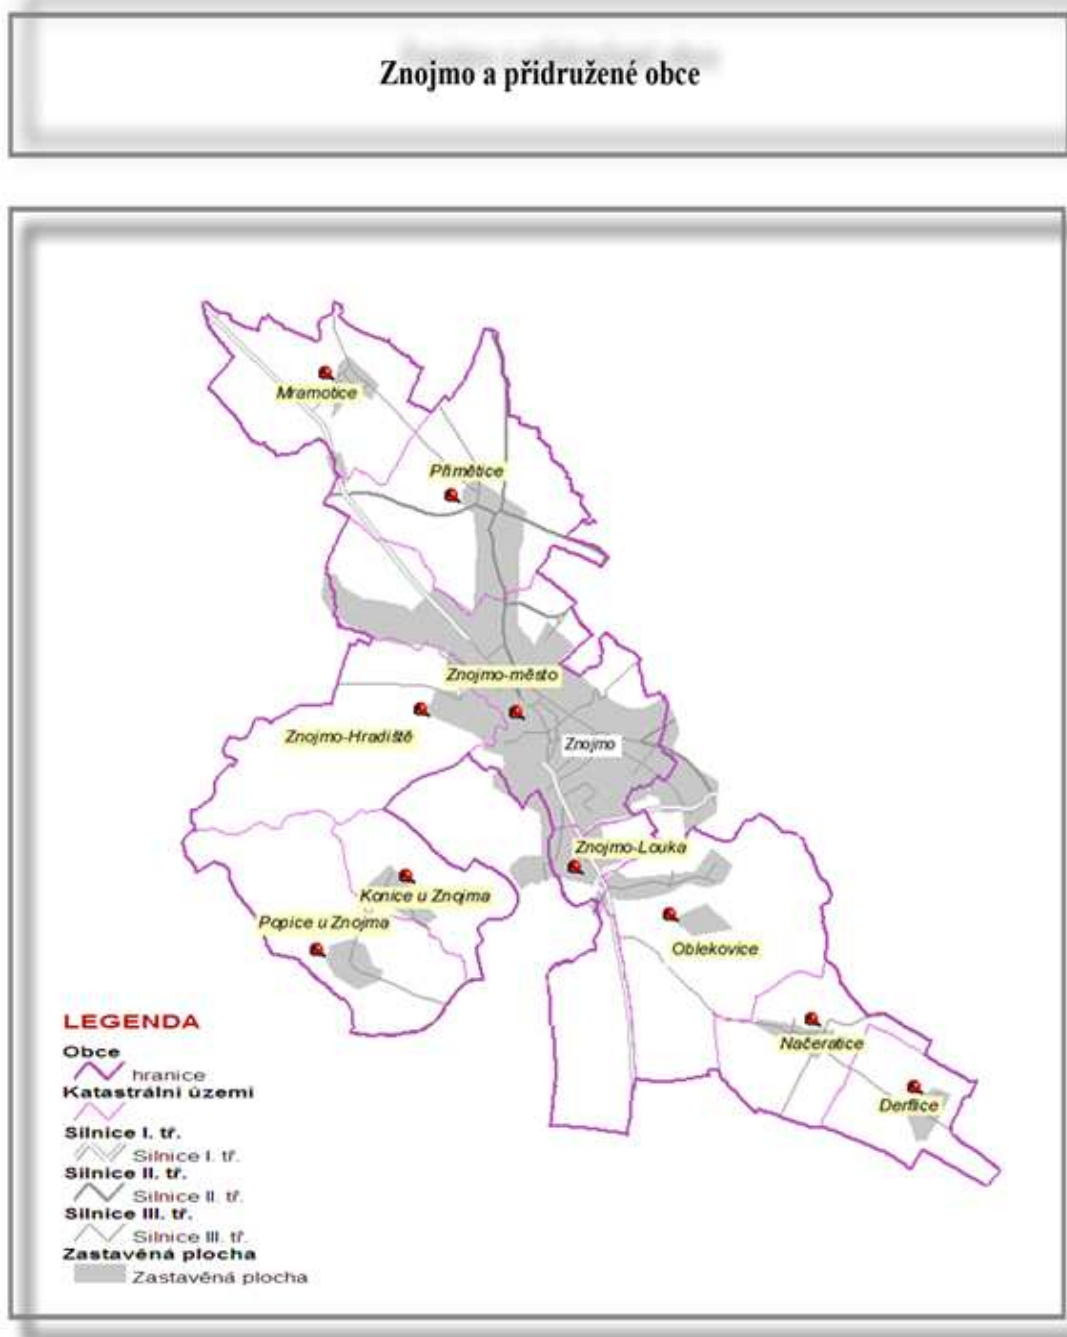 Znojmo a přidružené obce
Mramotice
Přímětice
Znojmo-město
Znojmo-Hradiště
Znojmo
Znojmo-Louka
Konice u Znojma
Popice u Znojma
Oblekovice
Načeratice
Derflice
LEGENDA
Obce
hranice
Katastrální území
Silnice I. tř.
Silnice I. tř.
Silnice II. tř.
Silnice II. tř.
Silnice III. tř.
Silnice III. tř.
Zastavěná plocha
Zastavěná plocha